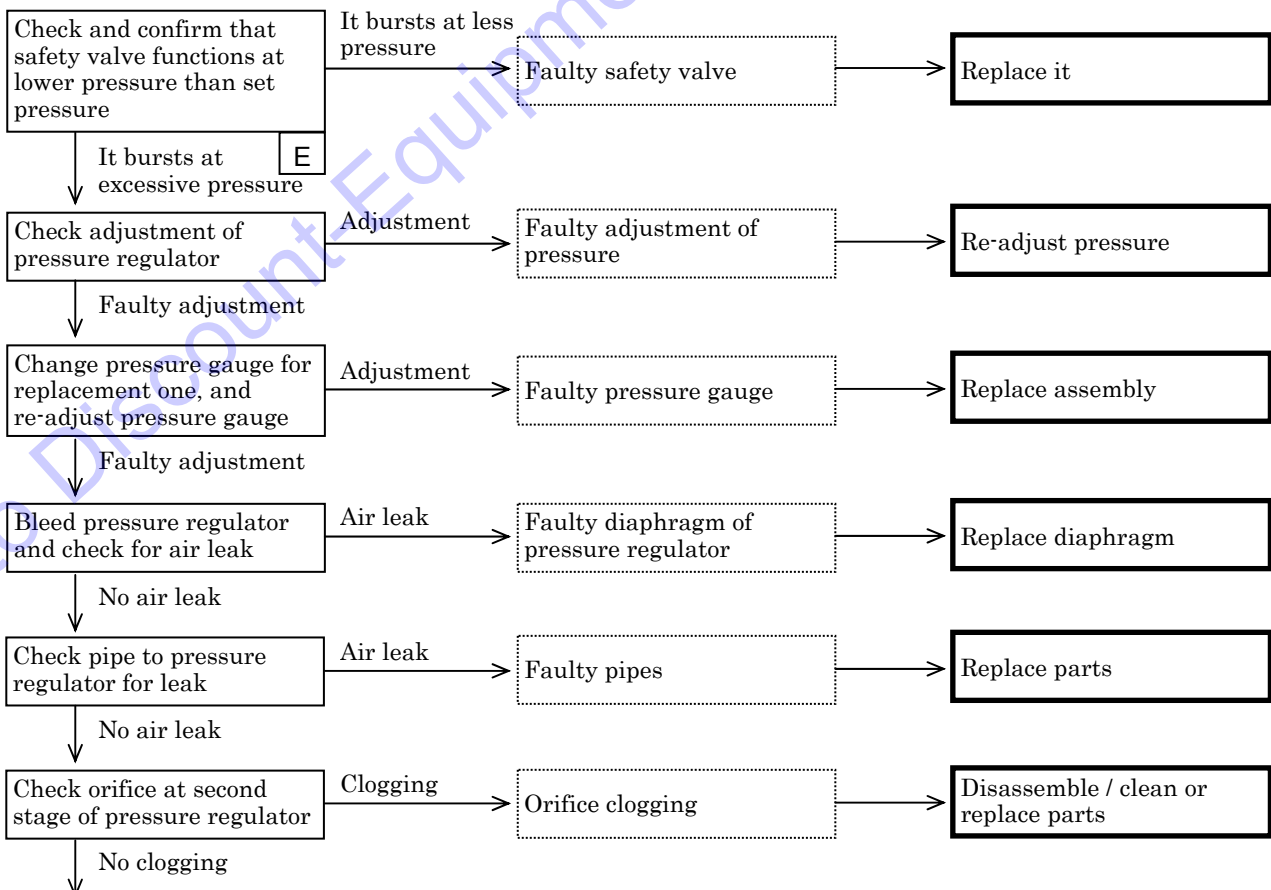 Check and confirm that
safety valve functions at
lower pressure than set
pressure
It bursts at less
pressure
Faulty safety valve
Replace it
E
It bursts at
excessive pressure
Check adjustment of
pressure regulator
Adjustment
Faulty adjustment of
pressure
Re-adjust pressure
Faulty adjustment
Change pressure gauge for
replacement one, and
re-adjust pressure gauge
Adjustment
Faulty pressure gauge
Replace assembly
Faulty adjustment
Bleed pressure regulator
and check for air leak
Air leak
Faulty diaphragm of
pressure regulator
Replace diaphragm
No air leak
Check pipe to pressure
regulator for leak
Air leak
Faulty pipes
Replace parts
No air leak
Check orifice at second
stage of pressure regulator
Clogging
Orifice clogging
Disassemble / clean or
replace parts
No clogging
Discount-Equipme